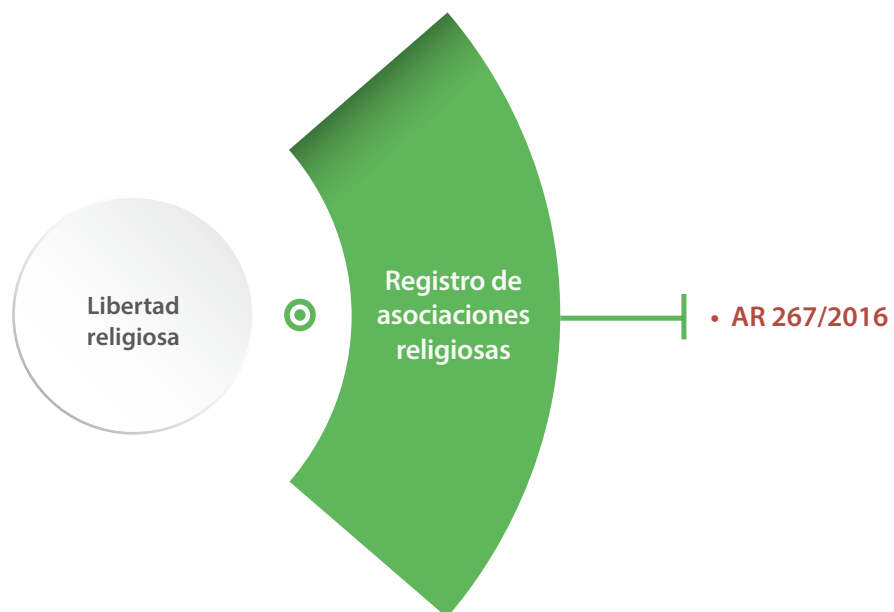 Libertad
religiosa
Registro de
asociaciones
religiosas
• AR 267/2016